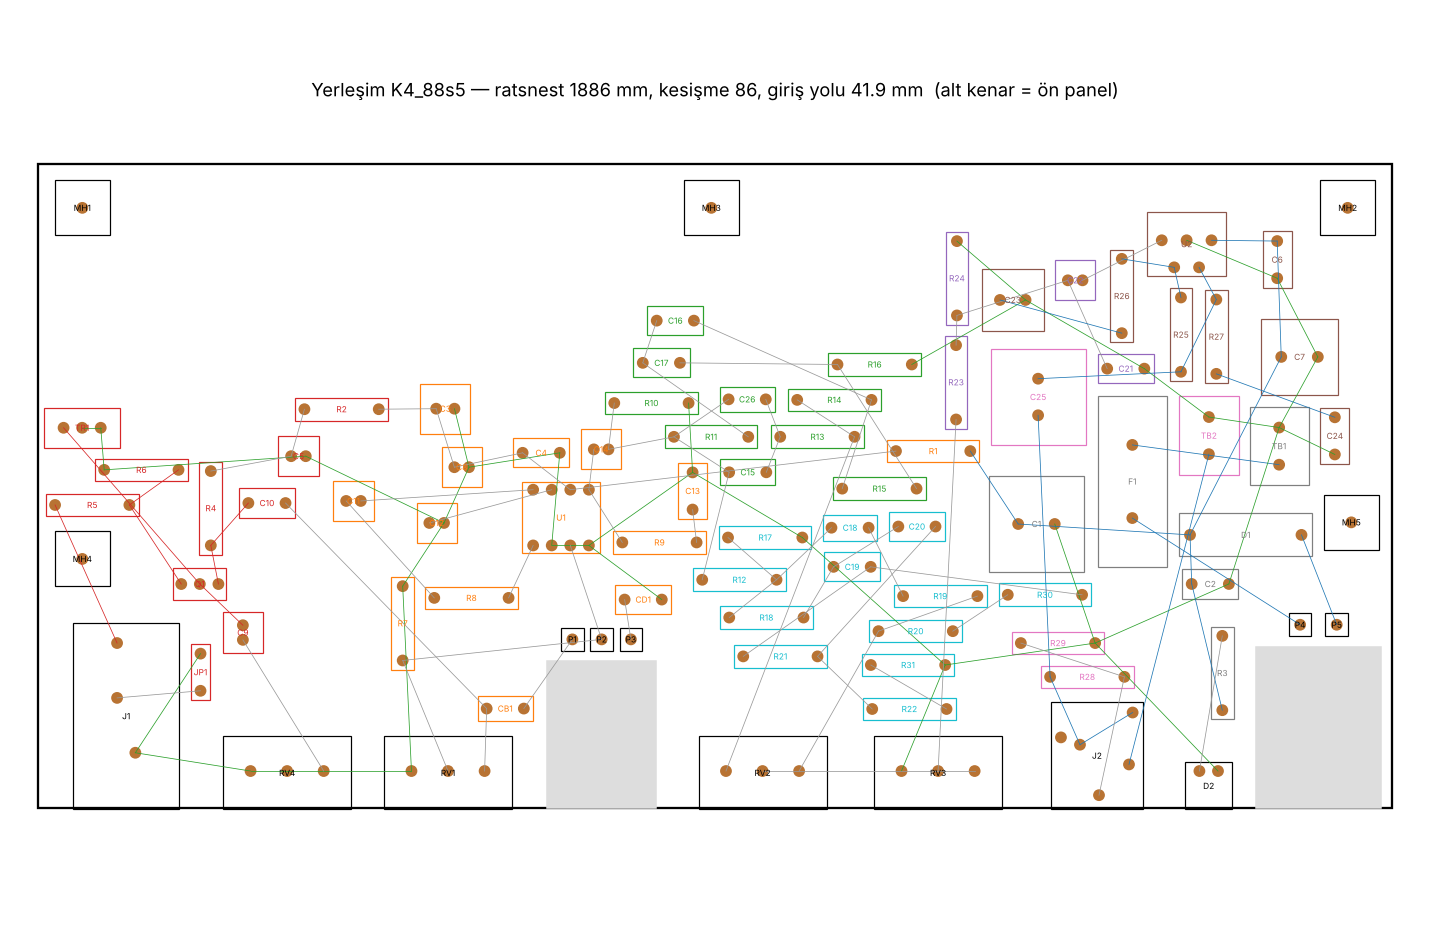 Yerleşim K4_88s5 — ratsnest 1886 mm, kesişme 86, giriş yolu 41.9 mm (alt kenar = ön panel)
MH1 MH3 MH2
R24 C23 R26 C6
C16 R25 R27 C7
C17 R16 R23 C21
R2 R10 C26 R14 C25
R11 R13 TB2 TB1 C24
R6 C4 R1
R5 R4 C10 C13 C15 R15 F1
U1 C18 C20 C1 MH5
MH4 R9 R17 D1
R12 C19 C2
R8 CD1 R19 R30
R7 R18 R20 P4 P5
P1 P2 P3 R29
JP1 R21 R31 R28 R3
J1 CB1 R22
RV4 RV1 RV2 RV3 J2
D2